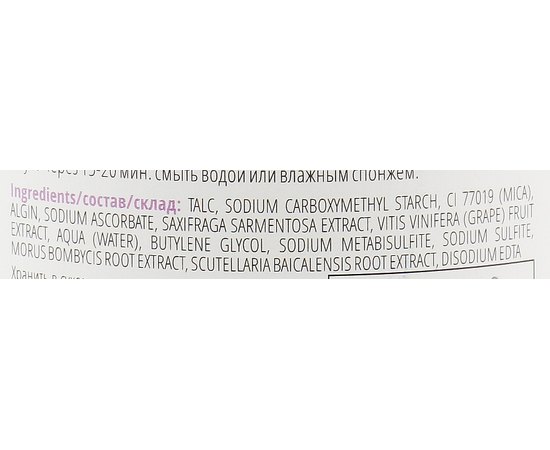 через 15-20 мин. смыть водой или влажным спонжем.
Ingredients/состав/склад: TALC, SODIUM CARBOXYMETHYL STARCH, CI 77019 (MICA),
ALGIN, SODIUM ASCORBATE, SAXIFRAGA SARMENTOSA EXTRACT, VITIS VINIFERA (GRAPE) FRUIT
EXTRACT, AQUA (WATER), BUTYLENE GLYCOL, SODIUM METABISULFITE, SODIUM SULFITE,
MORUS BOMBYCIS ROOT EXTRACT, SCUTELLARIA BAICALENSIS ROOT EXTRACT, DISODIUM EDTA
Хранить в